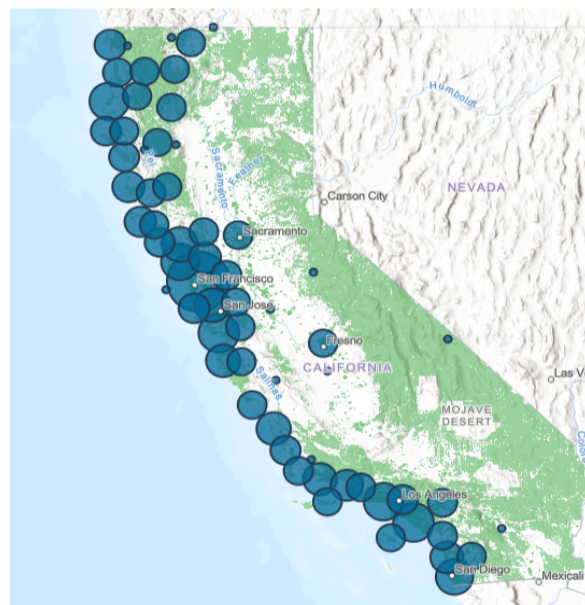 Humboldt
Sacramento
Feather
NEVADA
Carson City
Sacramento
San Francisco
San Jose
Fresno
CALIFORNIA
Las V
Salinas
MOJAVE
DESERT
Los Angeles
San Diego
Mexicali